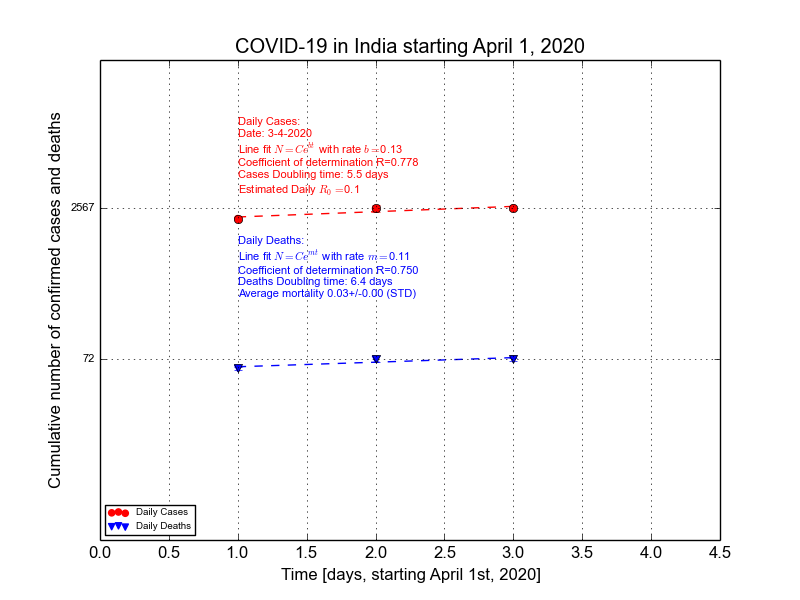 COVID-19 in India starting April 1, 2020
Cumulative number of confirmed cases and deaths
2567
72
Daily Cases:
Date: 3-4-2020
Line fit N = Ce^{bt} with rate b =0.13
Coefficient of determination R=0.778
Cases Doubling time: 5.5 days
Estimated Daily R_0 =0.1
Daily Deaths:
Line fit N = Ce^{mt} with rate m =0.11
Coefficient of determination R=0.750
Deaths Doubling time: 6.4 days
Average mortality 0.03+/-0.00 (STD)
Daily Cases
Daily Deaths
0.0 0.5 1.0 1.5 2.0 2.5 3.0 3.5 4.0 4.5
Time [days, starting April 1st, 2020]